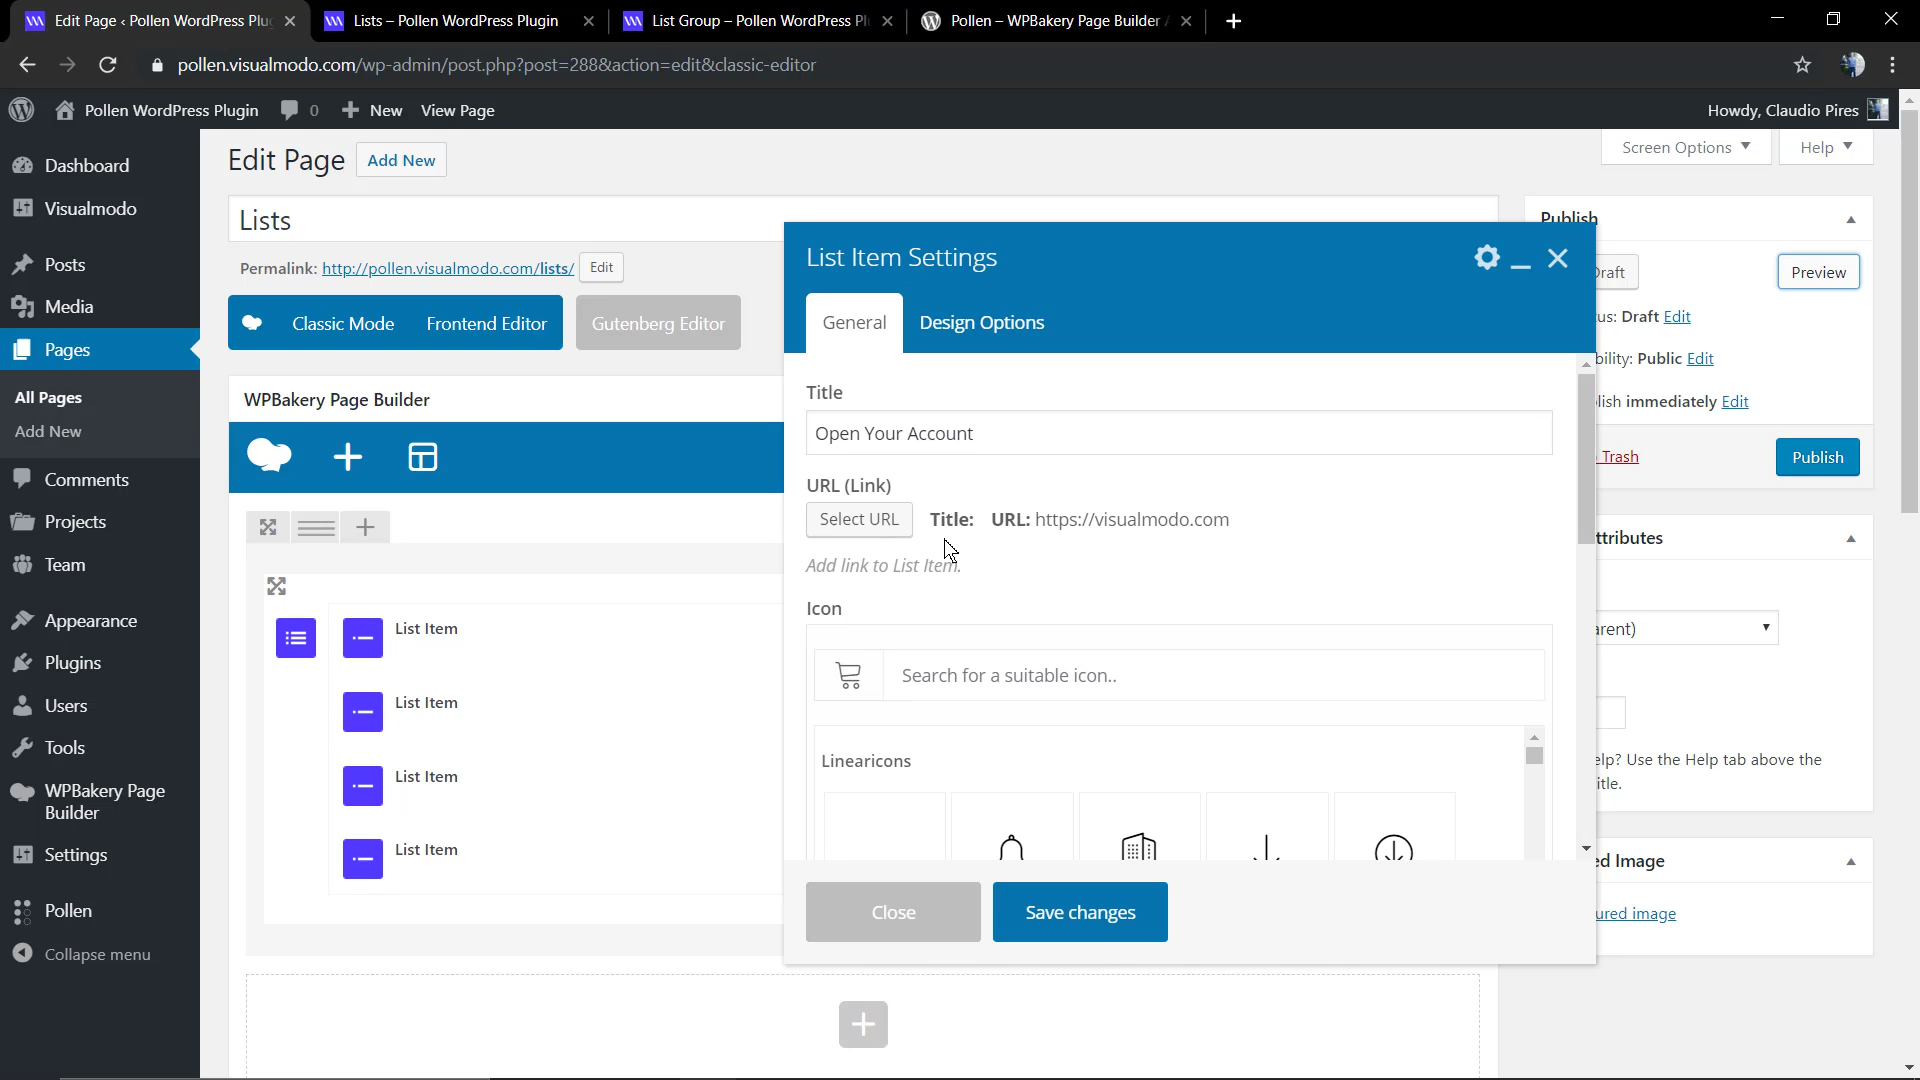 Edit Page ‹ Pollen WordPress Plu
Lists – Pollen WordPress Plugin
List Group – Pollen WordPress Pl
Pollen – WPBakery Page Builder
pollen.visualmodo.com/wp-admin/post.php?post=288&action=edit&classic-editor
Pollen WordPress Plugin
0
New
View Page
Howdy, Claudio Pires
Dashboard
Visualmodo
Posts
Media
Pages
All Pages
Add New
Comments
Projects
Team
Appearance
Plugins
Users
Tools
WPBakery Page
Builder
Settings
Pollen
Collapse menu
Edit Page
Add New
Screen Options
Help
Lists
Permalink: http://pollen.visualmodo.com/lists/
Edit
Classic Mode
Frontend Editor
Gutenberg Editor
WPBakery Page Builder
List Item
List Item
List Item
List Item
List Item Settings
General
Design Options
Title
Open Your Account
URL (Link)
Select URL
Title: URL: https://visualmodo.com
Add link to List Item.
Icon
Search for a suitable icon..
Linearicons
Close
Save changes
Publish
Draft
Preview
us: Draft Edit
bility: Public Edit
lish immediately Edit
Trash
Publish
ttributes
arent)
elp? Use the Help tab above the
itle.
ed Image
ured image